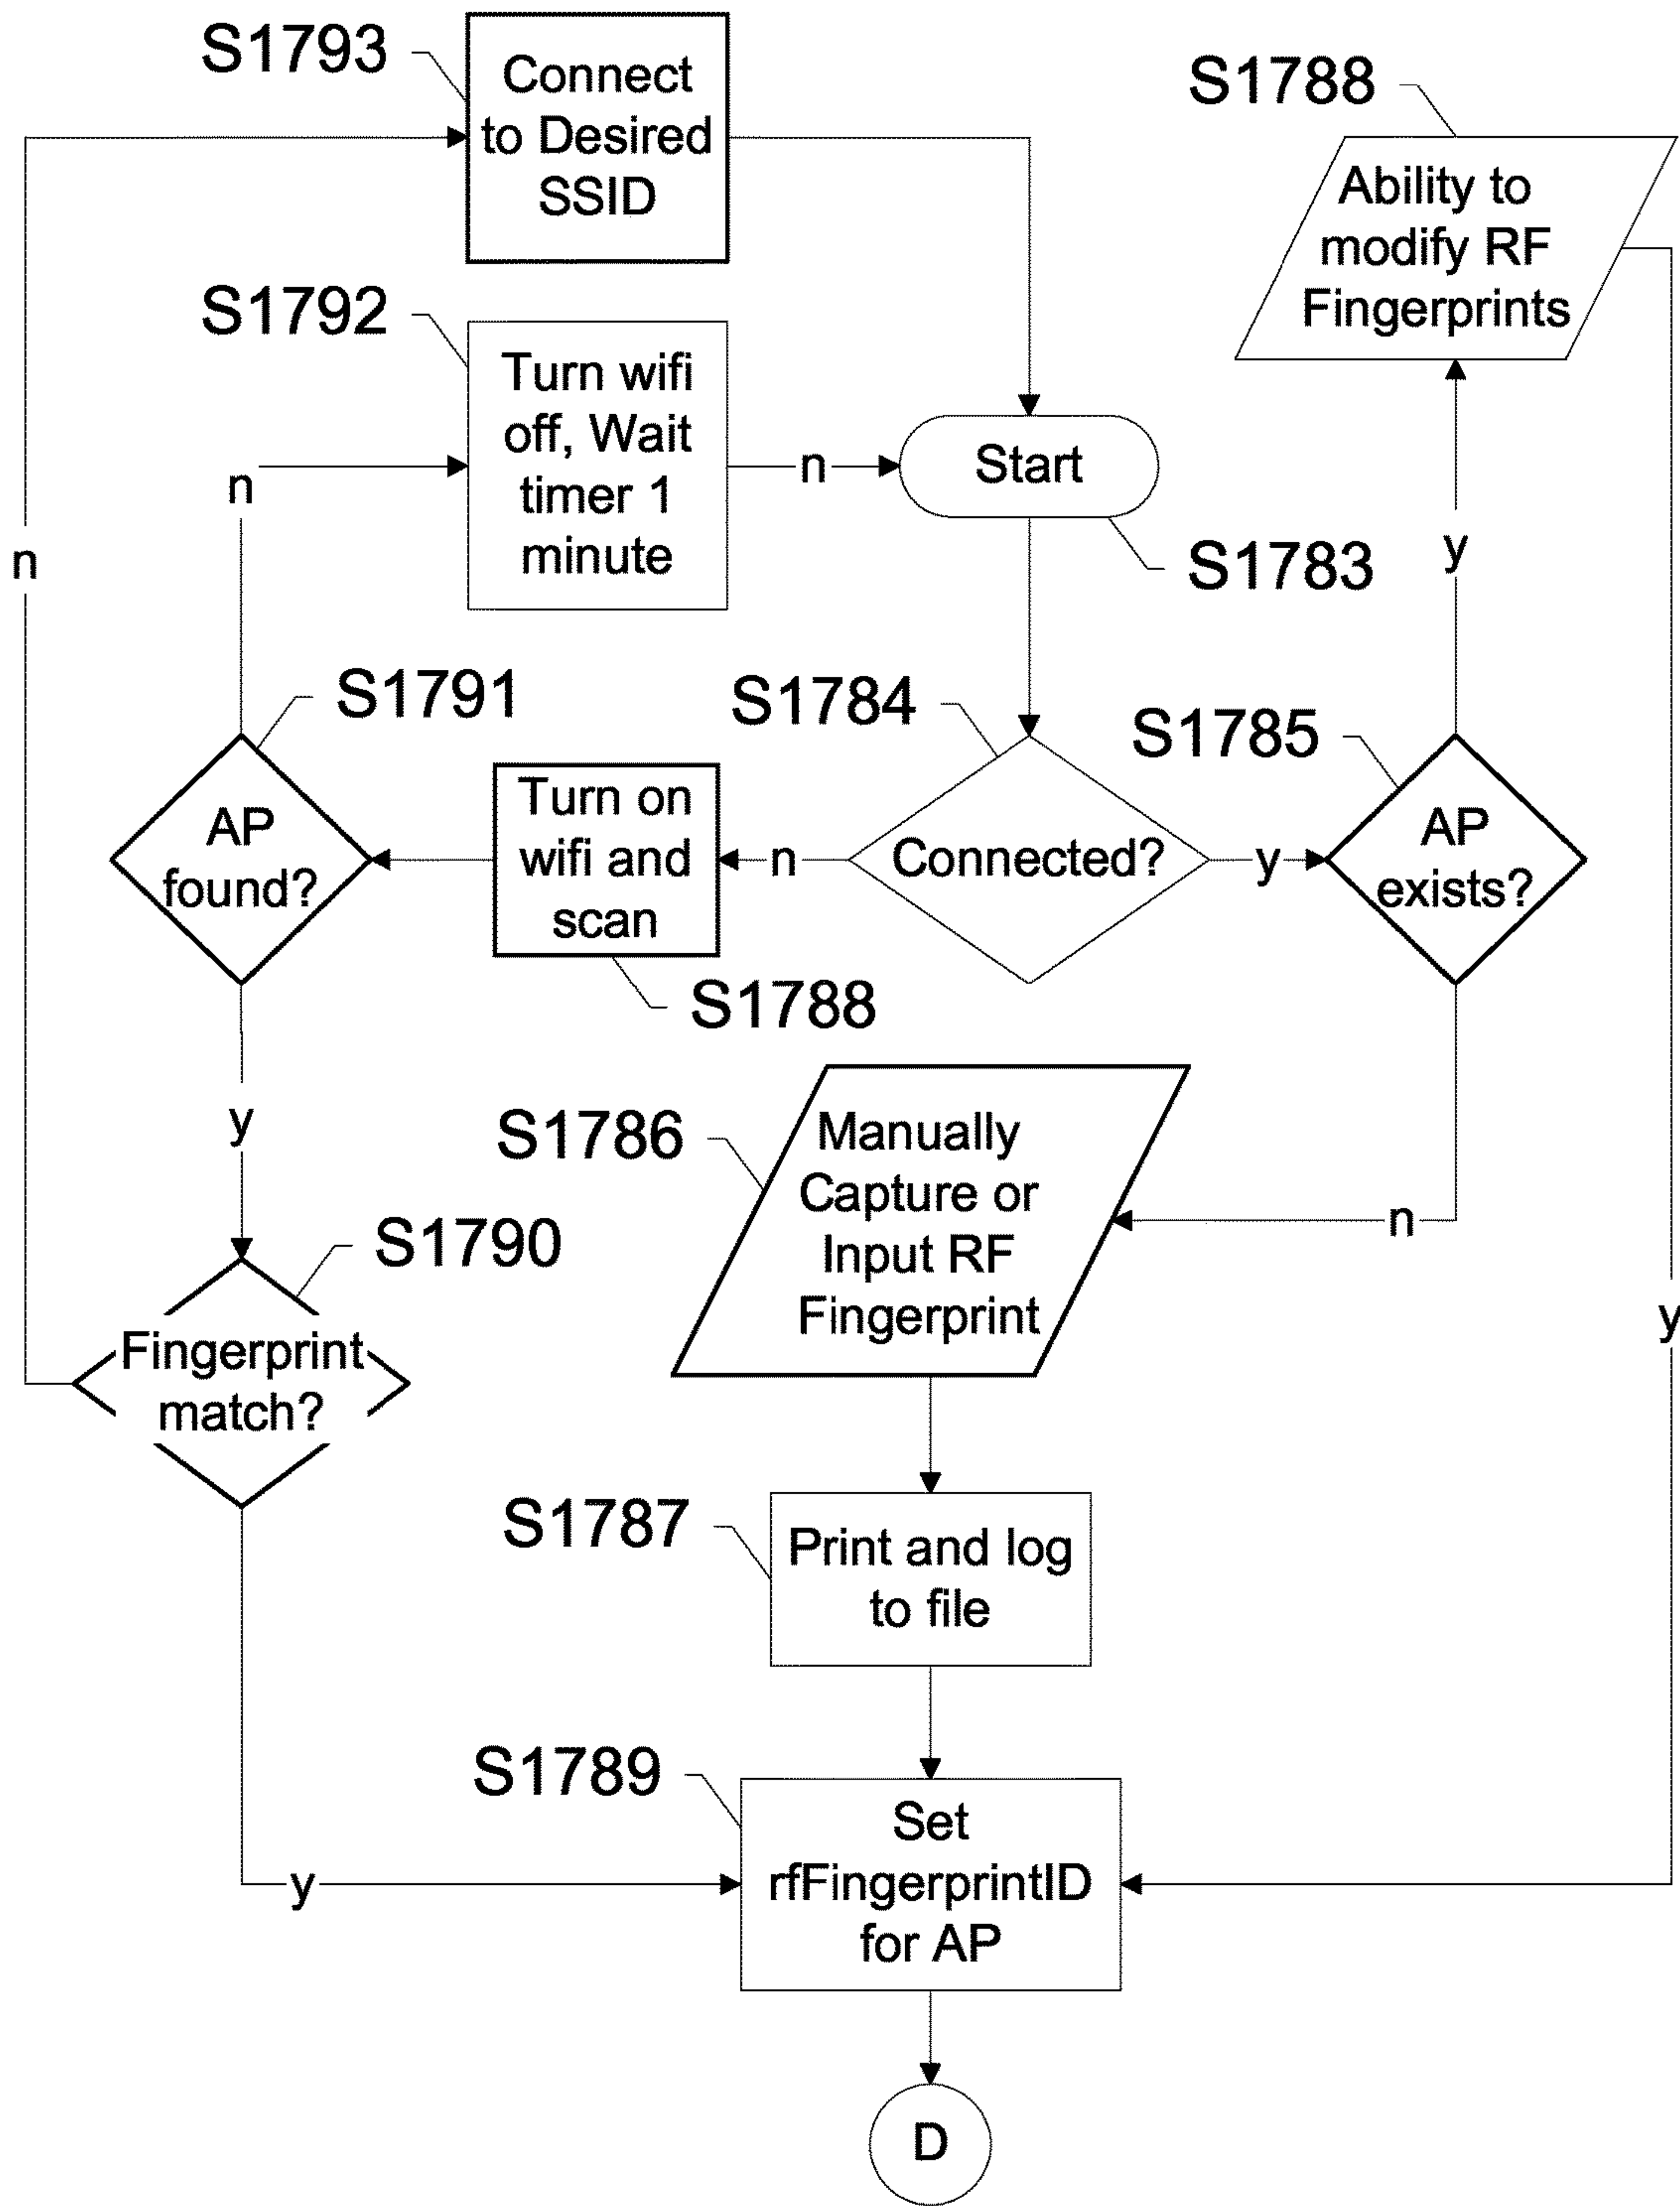 S1793
Connect
to Desired
SSID
S1788
Ability to
modify RF
Fingerprints
S1792
Turn wifi
off, Wait
timer 1
minute
n
n
Start
S1783
n
y
S1791
S1784
S1785
AP
found?
Turn on
wifi and
scan
n
Connected?
y
AP
exists?
S1788
y
S1786
Manually
Capture or
Input RF
Fingerprint
n
S1790
Fingerprint
match?
y
S1787
Print and log
to file
S1789
Set
rfFingerprintID
for AP
y
D